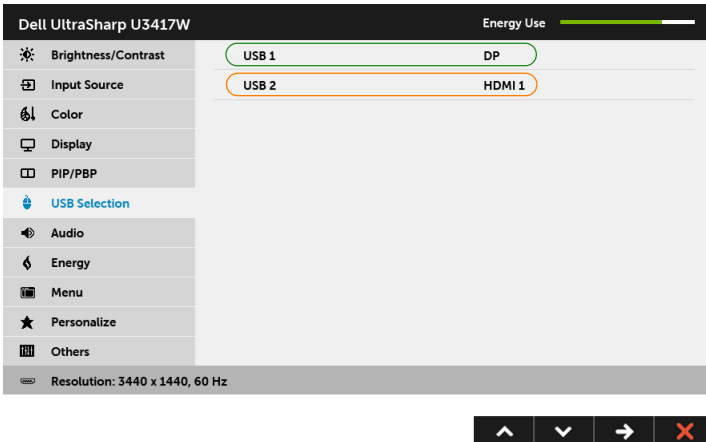 Dell UltraSharp U3417W Energy Use
Brightness/Contrast USB 1 DP
Input Source USB 2 HDMI 1
Color
Display
PIP/PBP
USB Selection
Audio
Energy
Menu
Personalize
Others
Resolution: 3440 x 1440, 60 Hz